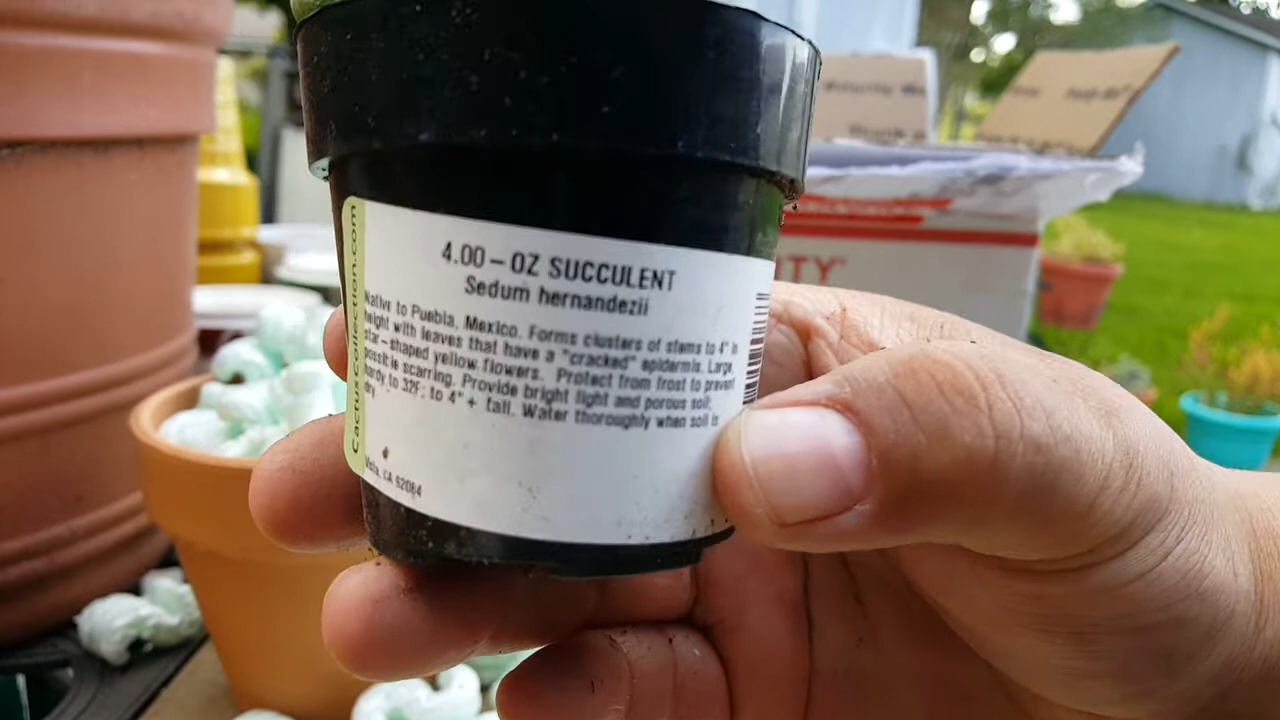 4.00-OZ SUCCULENT
Sedum hernandezii
Native to Puebla, Mexico. Forms clusters of stems to 4" in
height with leaves that have a "cracked" epidermis. Large,
star-shaped yellow flowers. Protect from frost to prevent
possible scarring. Provide bright light and porous soil;
hardy to 32F; to 4"+ tall. Water thoroughly when soil is
dry
Vista, CA 92084
Cactuscollection.com
ITY